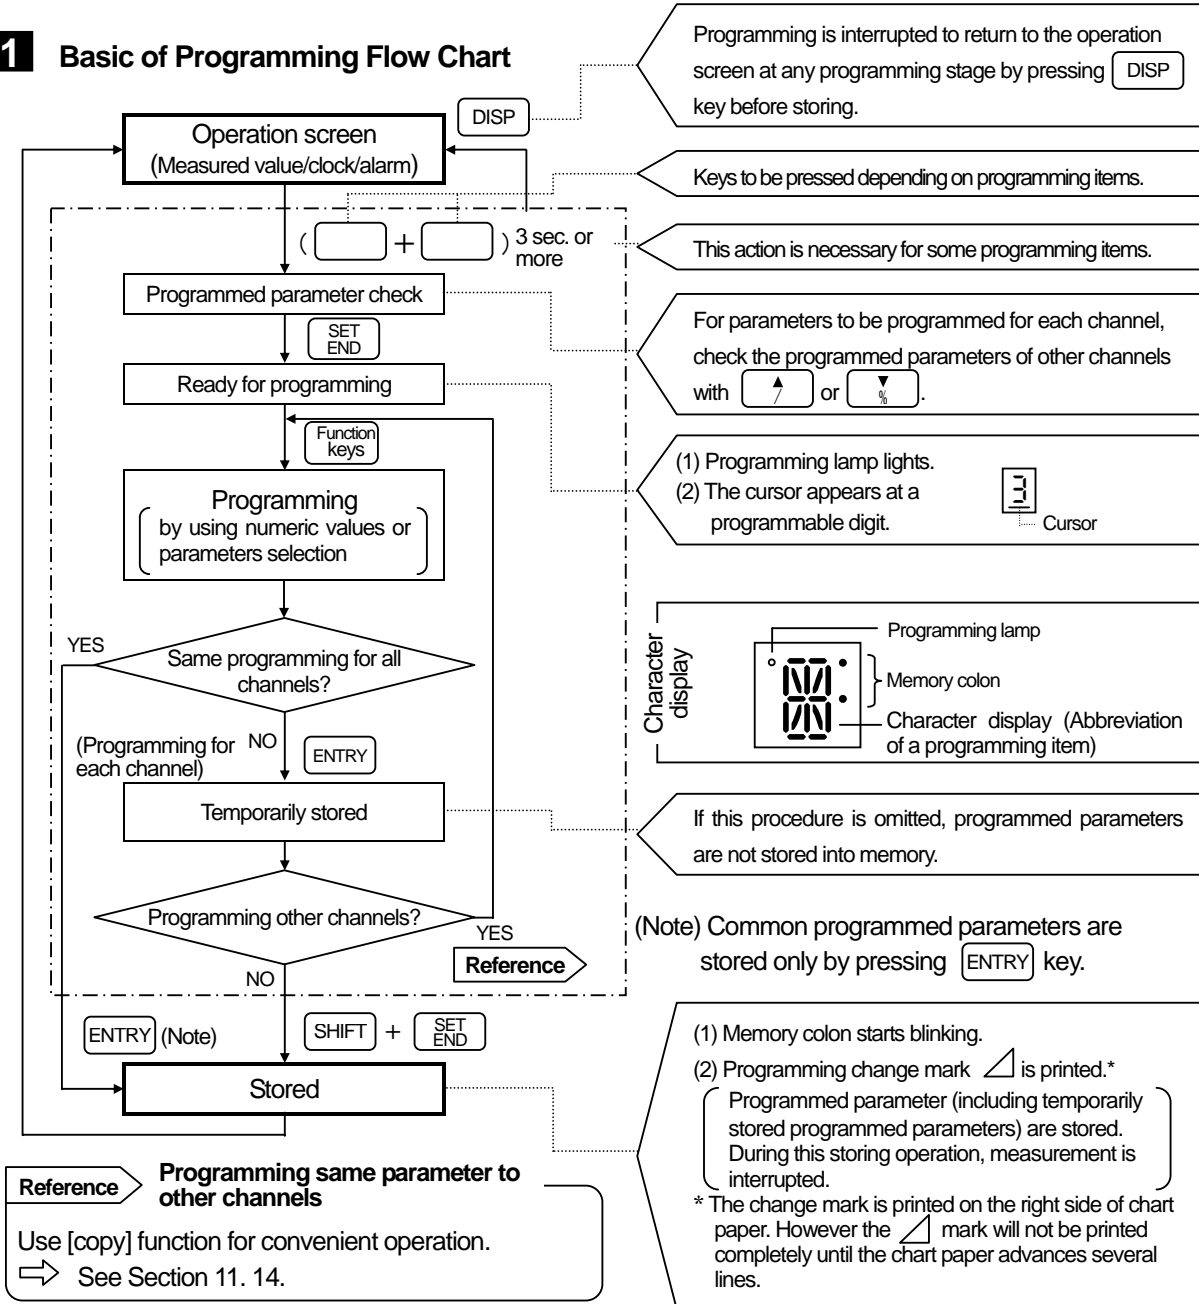 1 Basic of Programming Flow Chart
Programming is interrupted to return to the operation
screen at any programming stage by pressing DISP
key before storing.
DISP
Operation screen
(Measured value/clock/alarm)
Keys to be pressed depending on programming items.
( + ) 3 sec. or
more
This action is necessary for some programming items.
Programmed parameter check
For parameters to be programmed for each channel,
check the programmed parameters of other channels
with ▲ / or ▼ % .
SET
END
Ready for programming
(1) Programming lamp lights.
(2) The cursor appears at a
programmable digit.
3
Cursor
Function
keys
Programming
by using numeric values or
parameters selection
Character
display
Programming lamp
Memory colon
Character display (Abbreviation
of a programming item)
YES
Same programming for all
channels?
(Programming for
each channel)
NO
ENTRY
Temporarily stored
If this procedure is omitted, programmed parameters
are not stored into memory.
Programming other channels?
YES
Reference
NO
(Note) Common programmed parameters are
stored only by pressing ENTRY key.
ENTRY (Note)
SHIFT + SET
END
Stored
(1) Memory colon starts blinking.
(2) Programming change mark is printed.*
Programmed parameter (including temporarily
stored programmed parameters) are stored.
During this storing operation, measurement is
interrupted.
* The change mark is printed on the right side of chart
paper. However the mark will not be printed
completely until the chart paper advances several
lines.
Reference
Programming same parameter to
other channels
Use [copy] function for convenient operation.
⇨ See Section 11. 14.